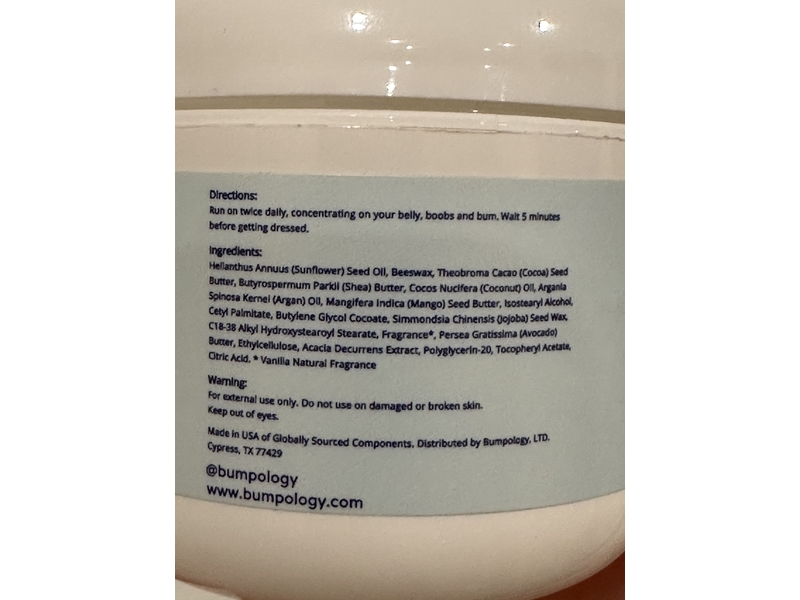 Directions:
Run on twice daily, concentrating on your belly, boobs and bum. Wait 5 minutes
before getting dressed.
Ingredients:
Helianthus Annuus (Sunflower) Seed Oil, Beeswax, Theobroma Cacao (Cocoa) Seed
Butter, Butyrospermum Parkii (Shea) Butter, Cocos Nucifera (Coconut) Oil, Argania
Spinosa Kernel (Argan) Oil, Mangifera Indica (Mango) Seed Butter, Isostearyl Alcohol,
Cetyl Palmitate, Butylene Glycol Cocoate, Simmondsia Chinensis (Jojoba) Seed Wax,
C18-38 Alkyl Hydroxystearoyl Stearate, Fragrance*, Persea Gratissima (Avocado)
Butter, Ethylcellulose, Acacia Decurrens Extract, Polyglycerin-20, Tocopheryl Acetate,
Citric Acid. * Vanilla Natural Fragrance
Warning:
For external use only. Do not use on damaged or broken skin.
Keep out of eyes.
Made in USA of Globally Sourced Components. Distributed by Bumpology, LTD.
Cypress, TX 77429
@bumpology
www.bumpology.com